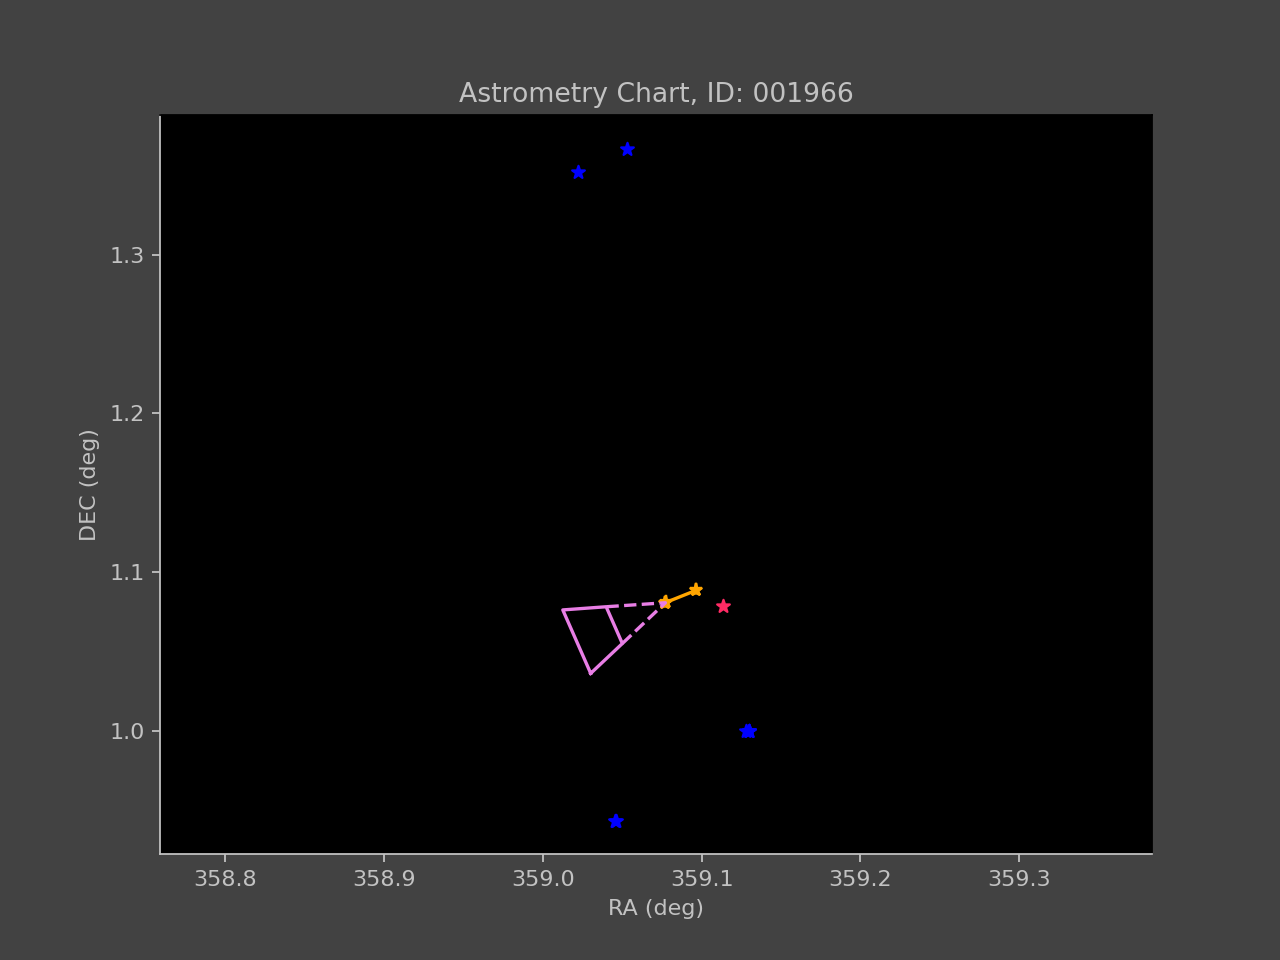 Astrometry Chart, ID: 001966
1.3
1.2
1.1
1.0
DEC (deg)
358.8 358.9 359.0 359.1 359.2 359.3
RA (deg)